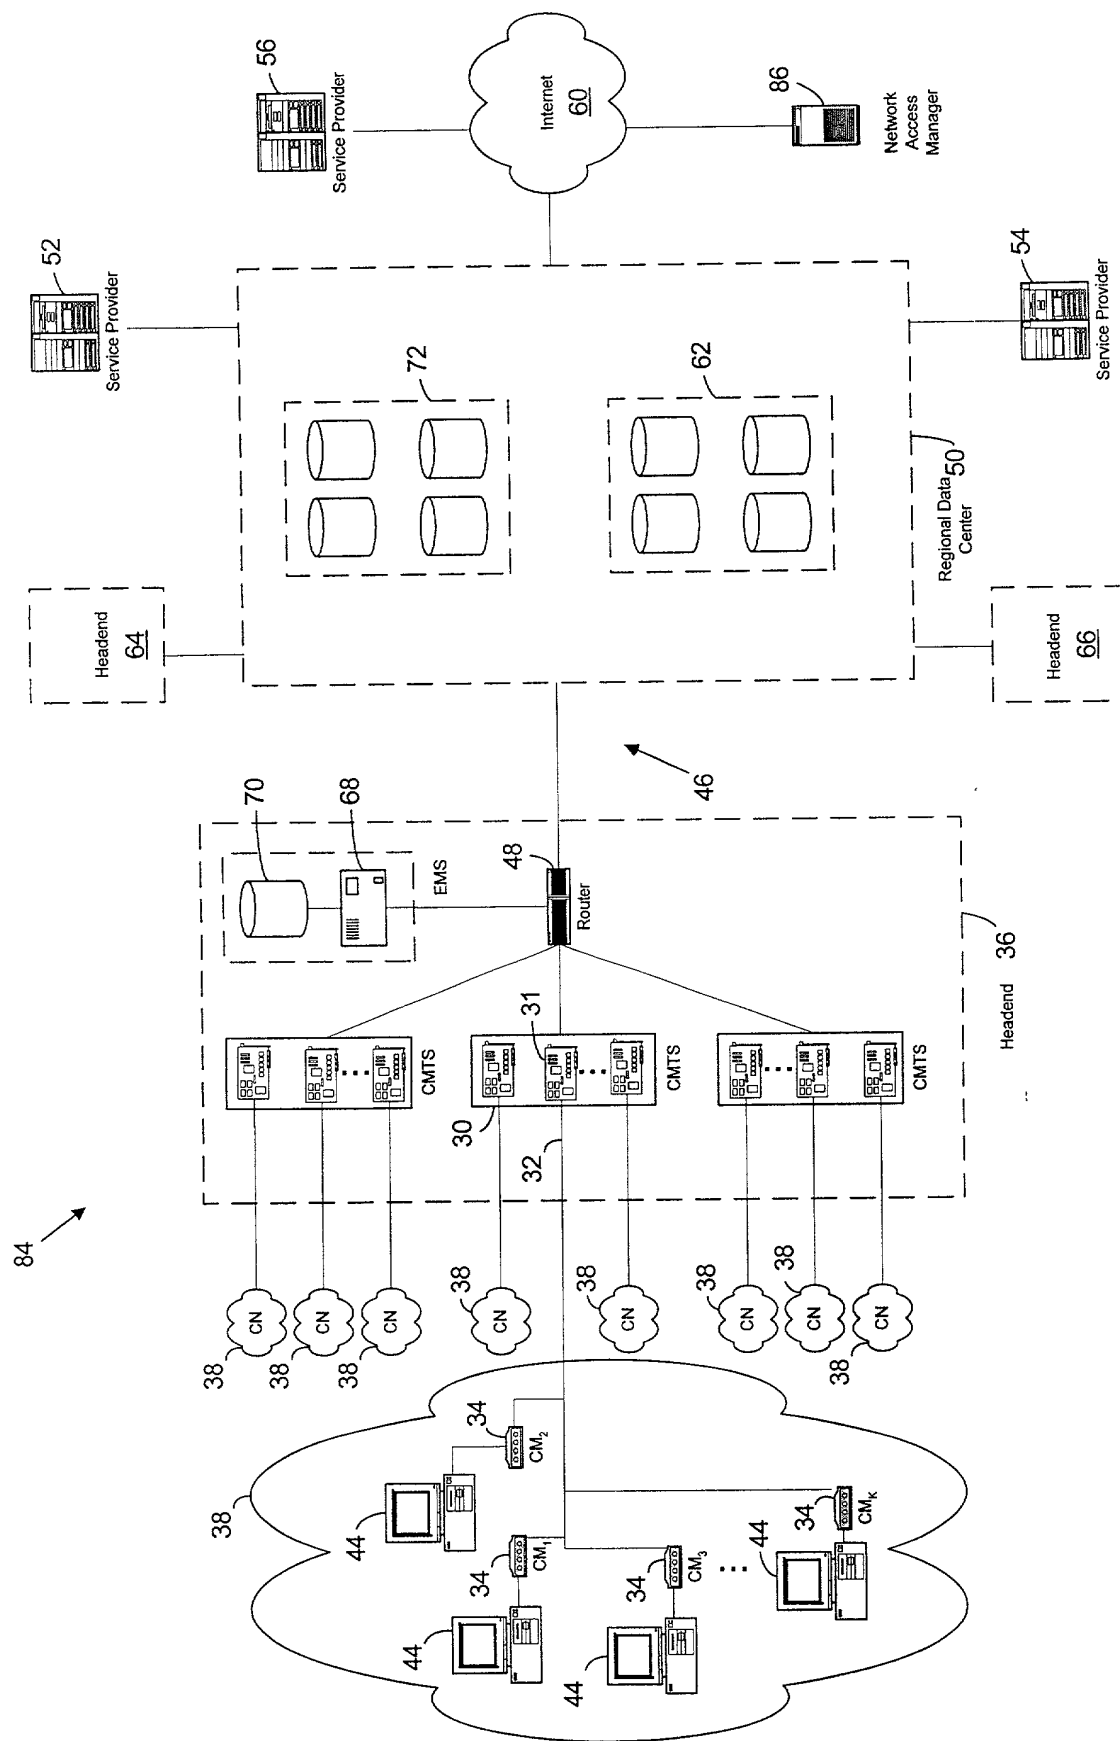 84
38
44
34
CM₂
44
34
CM₁
44
34
CM₃
44
34
CMₖ
38
CN
38
CN
38
CN
38
CN
38
CN
38
CN
38
CN
38
CN
30
31
32
CMTS
CMTS
CMTS
70
68
EMS
48
Router
36
Headend
46
Headend
64
Headend
66
72
62
50
Regional Data
Center
52
Service Provider
54
Service Provider
56
Service Provider
Internet
60
86
Network
Access
Manager